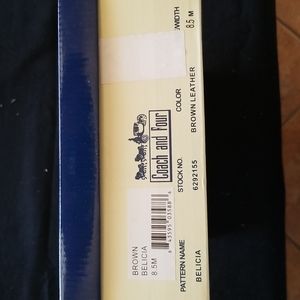 Coach and Four
PATTERN NAME
BELICIA
STOCK NO.
6292155
COLOR
BROWN LEATHER
WIDTH
8.5 M
BROWN
BELICIA
8.5M